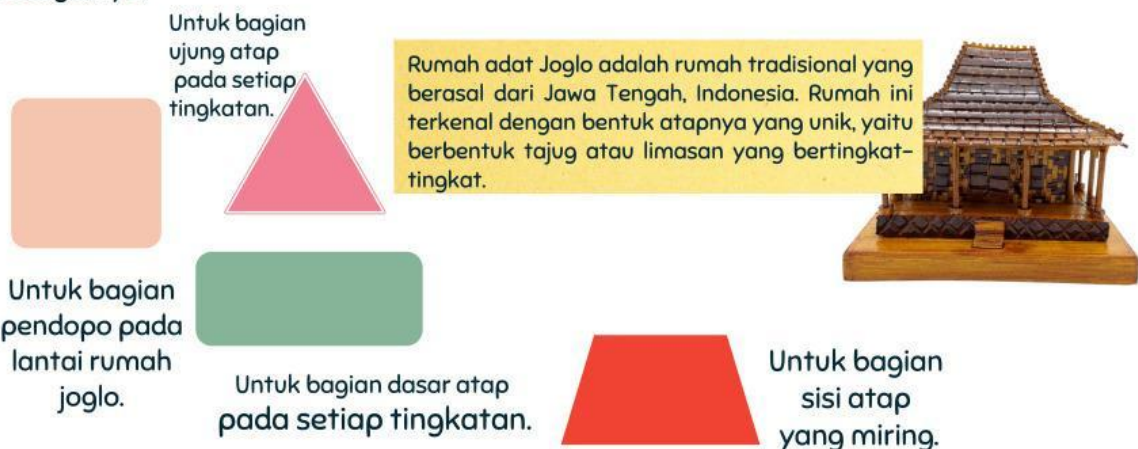 Untuk bagian
ujung atap
pada setiap
tingkatan.
Rumah adat Joglo adalah rumah tradisional yang
berasal dari Jawa Tengah, Indonesia. Rumah ini
terkenal dengan bentuk atapnya yang unik, yaitu
berbentuk tajug atau limasan yang bertingkat-
tingkat.
Untuk bagian
pendopo pada
lantai rumah
joglo.
Untuk bagian dasar atap
pada setiap tingkatan.
Untuk bagian
sisi atap
yang miring.